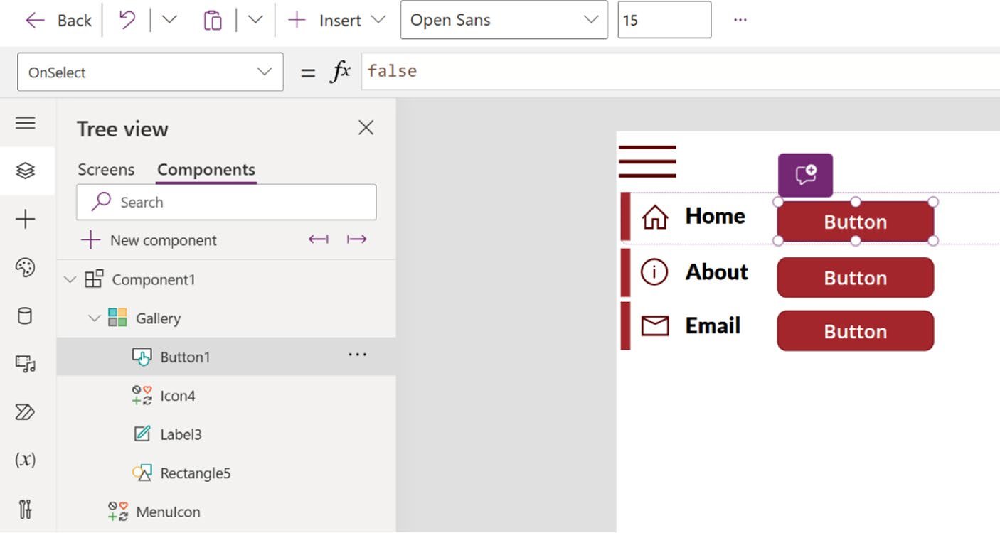 Back Insert Open Sans 15 ...
OnSelect = fx false
Tree view
Screens Components
Search
New component
Component1
Gallery
Button1 ...
Icon4
Label3
Rectangle5
MenuIcon
(x)
Home Button
About Button
Email Button